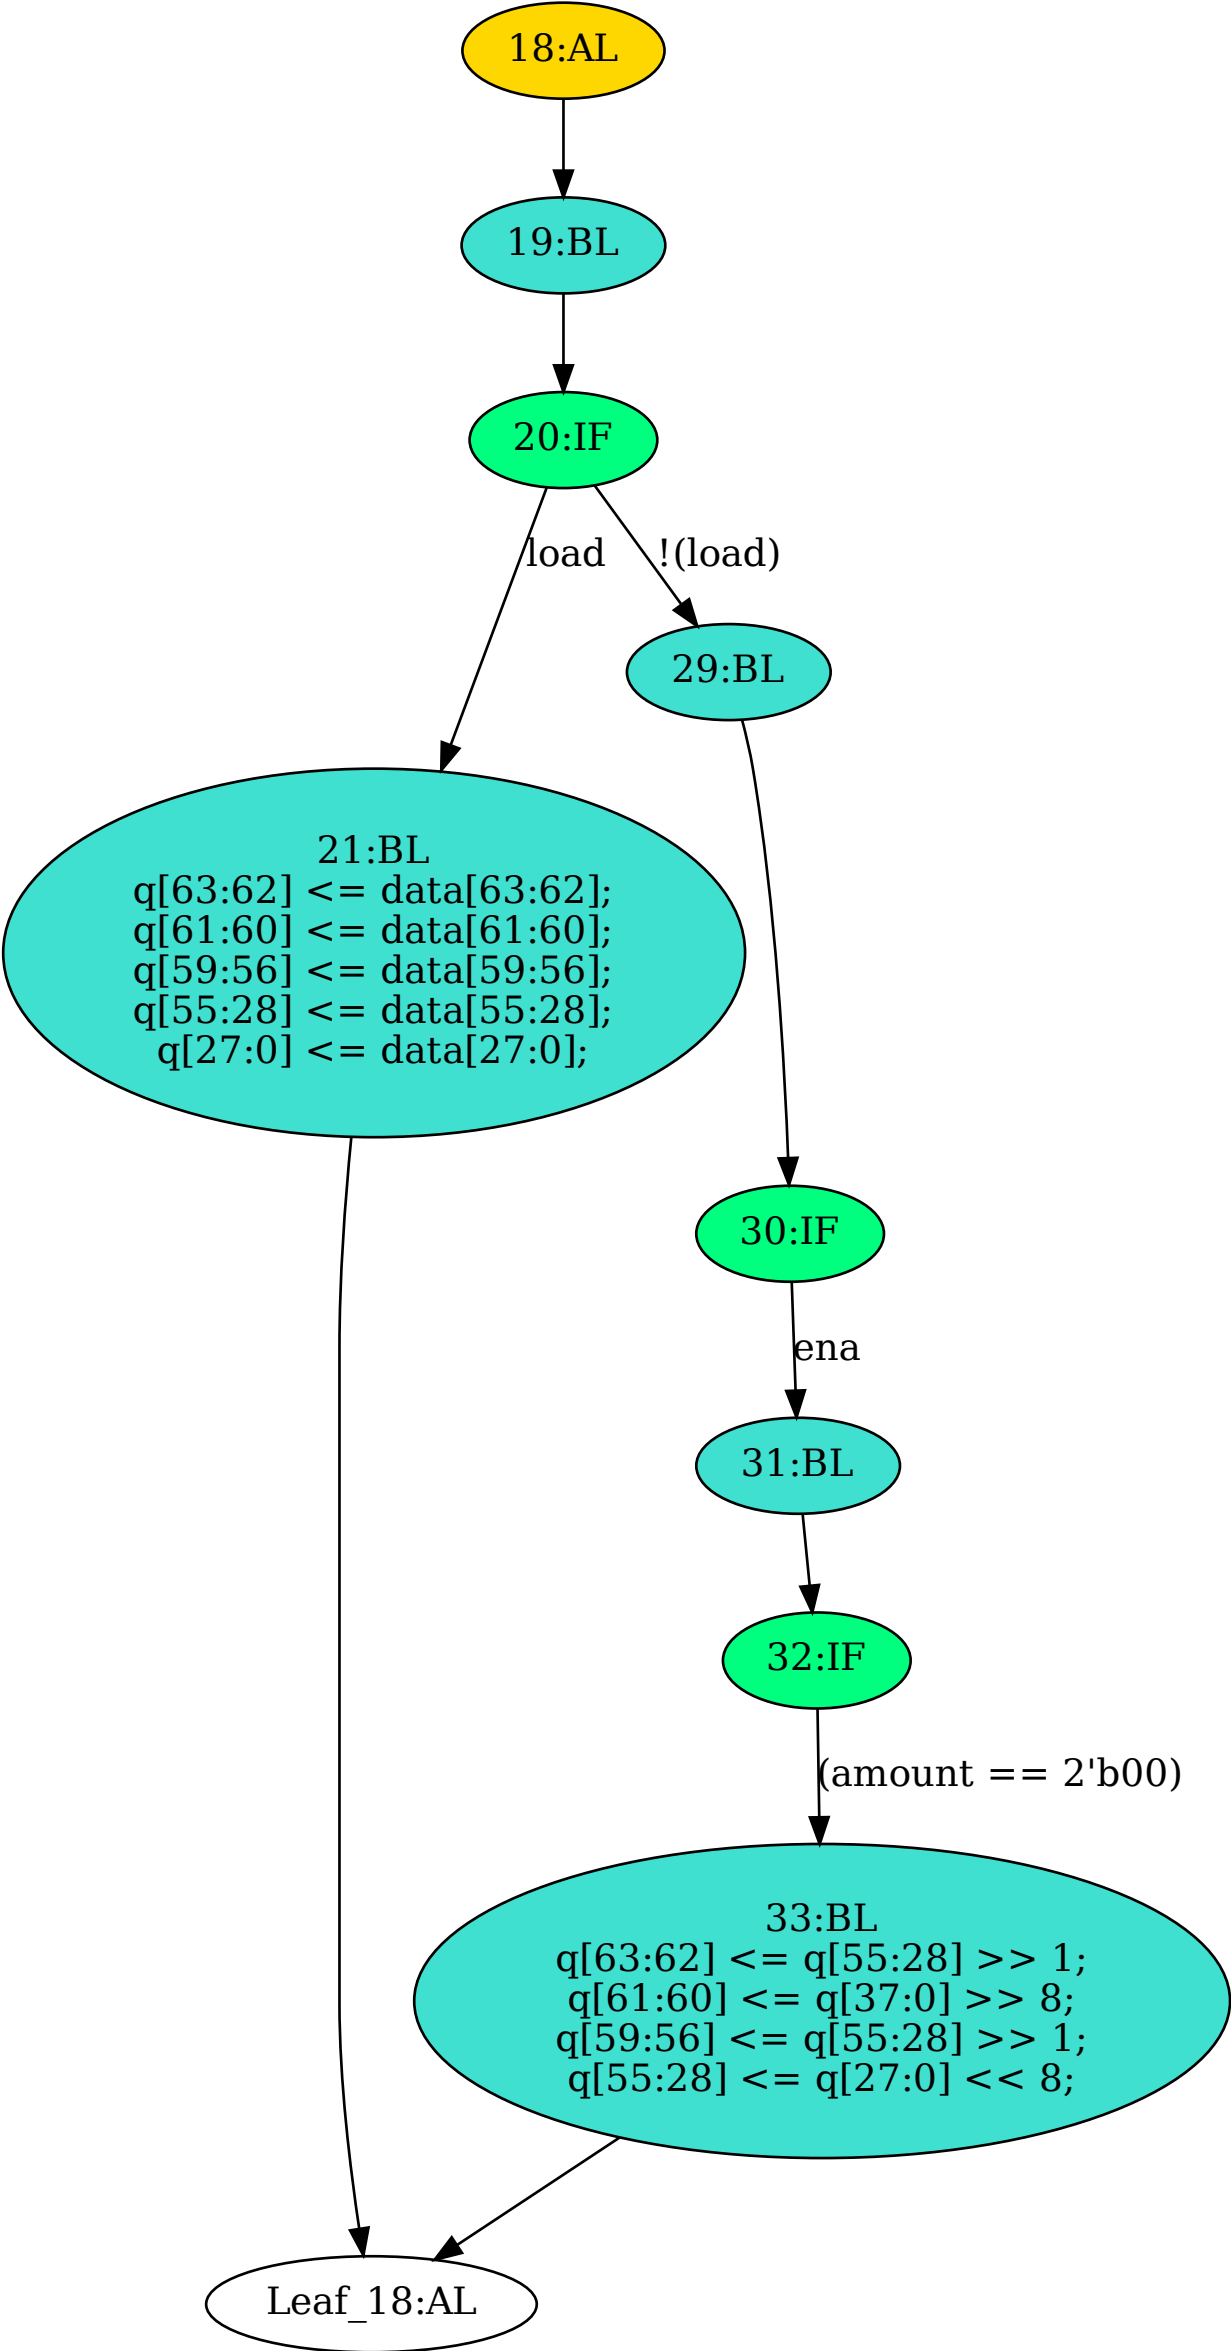 18:AL
19:BL
20:IF
load
!(load)
29:BL
21:BL
q[63:62] <= data[63:62];
q[61:60] <= data[61:60];
q[59:56] <= data[59:56];
q[55:28] <= data[55:28];
q[27:0] <= data[27:0];
30:IF
ena
31:BL
32:IF
(amount == 2'b00)
33:BL
q[63:62] <= q[55:28] >> 1;
q[61:60] <= q[37:0] >> 8;
q[59:56] <= q[55:28] >> 1;
q[55:28] <= q[27:0] << 8;
Leaf_18:AL